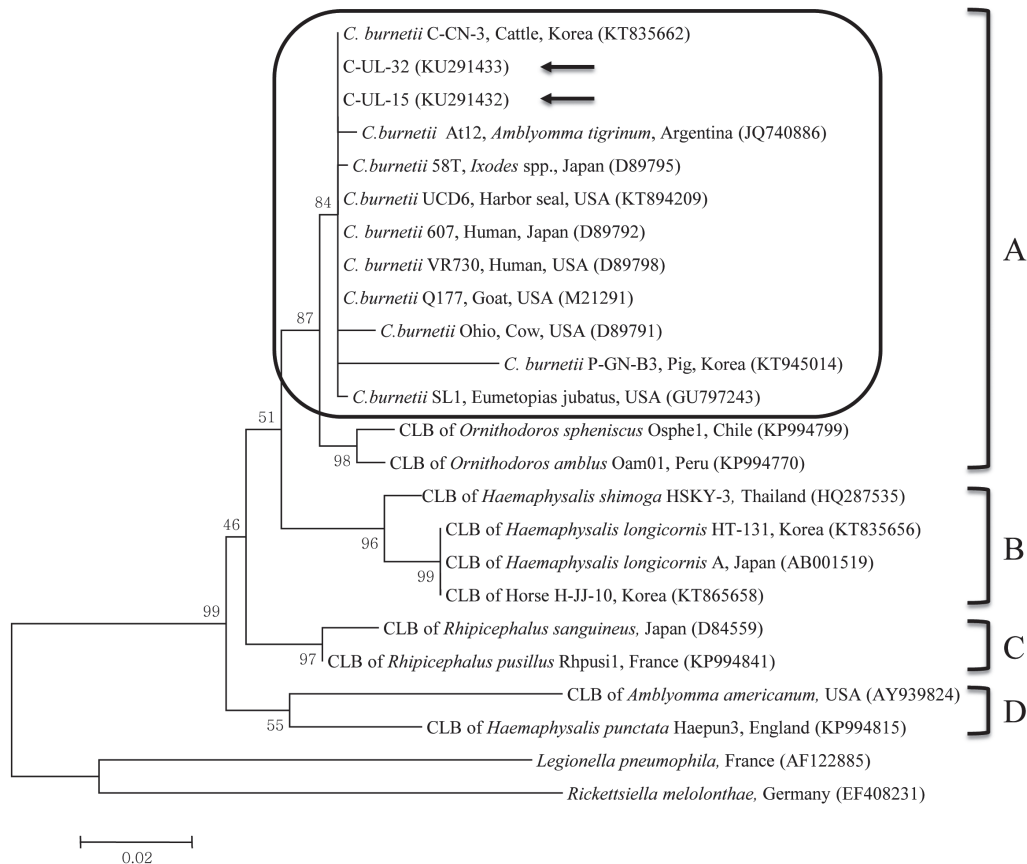 C. burnetii C-CN-3, Cattle, Korea (KT835662)
C-UL-32 (KU291433)
C-UL-15 (KU291432)
C.burnetii At12, Amblyomma tigrinum, Argentina (JQ740886)
C.burnetii 58T, Ixodes spp., Japan (D89795)
84
C. burnetii UCD6, Harbor seal, USA (KT894209)
C. burnetii 607, Human, Japan (D89792)
A
C. burnetii VR730, Human, USA (D89798)
C. burnetii Q177, Goat, USA (M21291)
87
C.burnetii Ohio, Cow, USA (D89791)
C. burnetii P-GN-B3, Pig, Korea (KT945014)
C.burnetii SL1, Eumetopias jubatus, USA (GU797243)
51
CLB of Ornithodoros spheniscus Osphe1, Chile (KP994799)
98
CLB of Ornithodoros amblus Oam01, Peru (KP994770)
CLB of Haemaphysalis shimoga HSKY-3, Thailand (HQ287535)
46
CLB of Haemaphysalis longicornis HT-131, Korea (KT835656)
96
B
CLB of Haemaphysalis longicornis A, Japan (AB001519)
99
CLB of Horse H-JJ-10, Korea (KT865658)
99
CLB of Rhipicephalus sanguineus, Japan (D84559)
C
97
CLB of Rhipicephalus pusillus Rhpusi1, France (KP994841)
CLB of Amblyomma americanum, USA (AY939824)
D
55
CLB of Haemaphysalis punctata Haepun3, England (KP994815)
Legionella pneumophila, France (AF122885)
Rickettsiella melolonthae, Germany (EF408231)
0.02